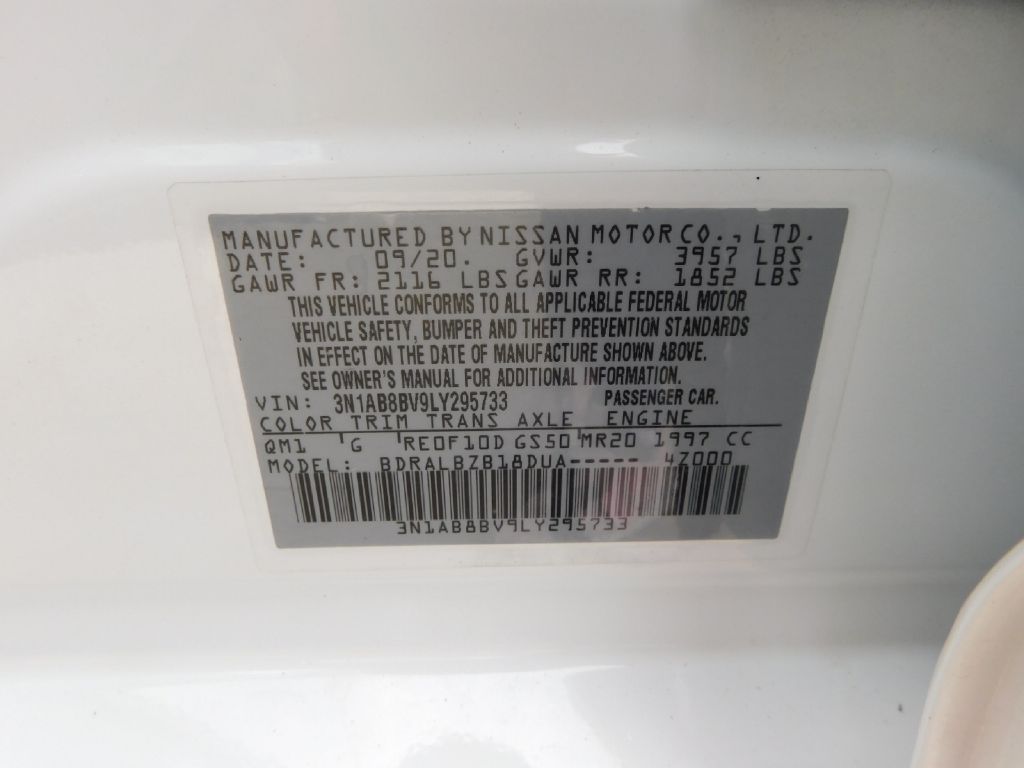 MANUFACTURED BY NISSAN MOTOR CO., LTD.
DATE: 09/20. GVWR: 3957 LBS
GAWR FR: 2116 LBS GAWR RR: 1852 LBS
THIS VEHICLE CONFORMS TO ALL APPLICABLE FEDERAL MOTOR
VEHICLE SAFETY, BUMPER AND THEFT PREVENTION STANDARDS
IN EFFECT ON THE DATE OF MANUFACTURE SHOWN ABOVE.
SEE OWNER'S MANUAL FOR ADDITIONAL INFORMATION.
VIN: 3N1AB8BV9LY295733 PASSENGER CAR.
COLOR TRIM TRANS AXLE ENGINE
QM1 'G 'RE0F10D GS50'MR20 1997 CC
MODEL: BDRALBZB18DUA----- 4Z000
3N1AB8BV9LY295733